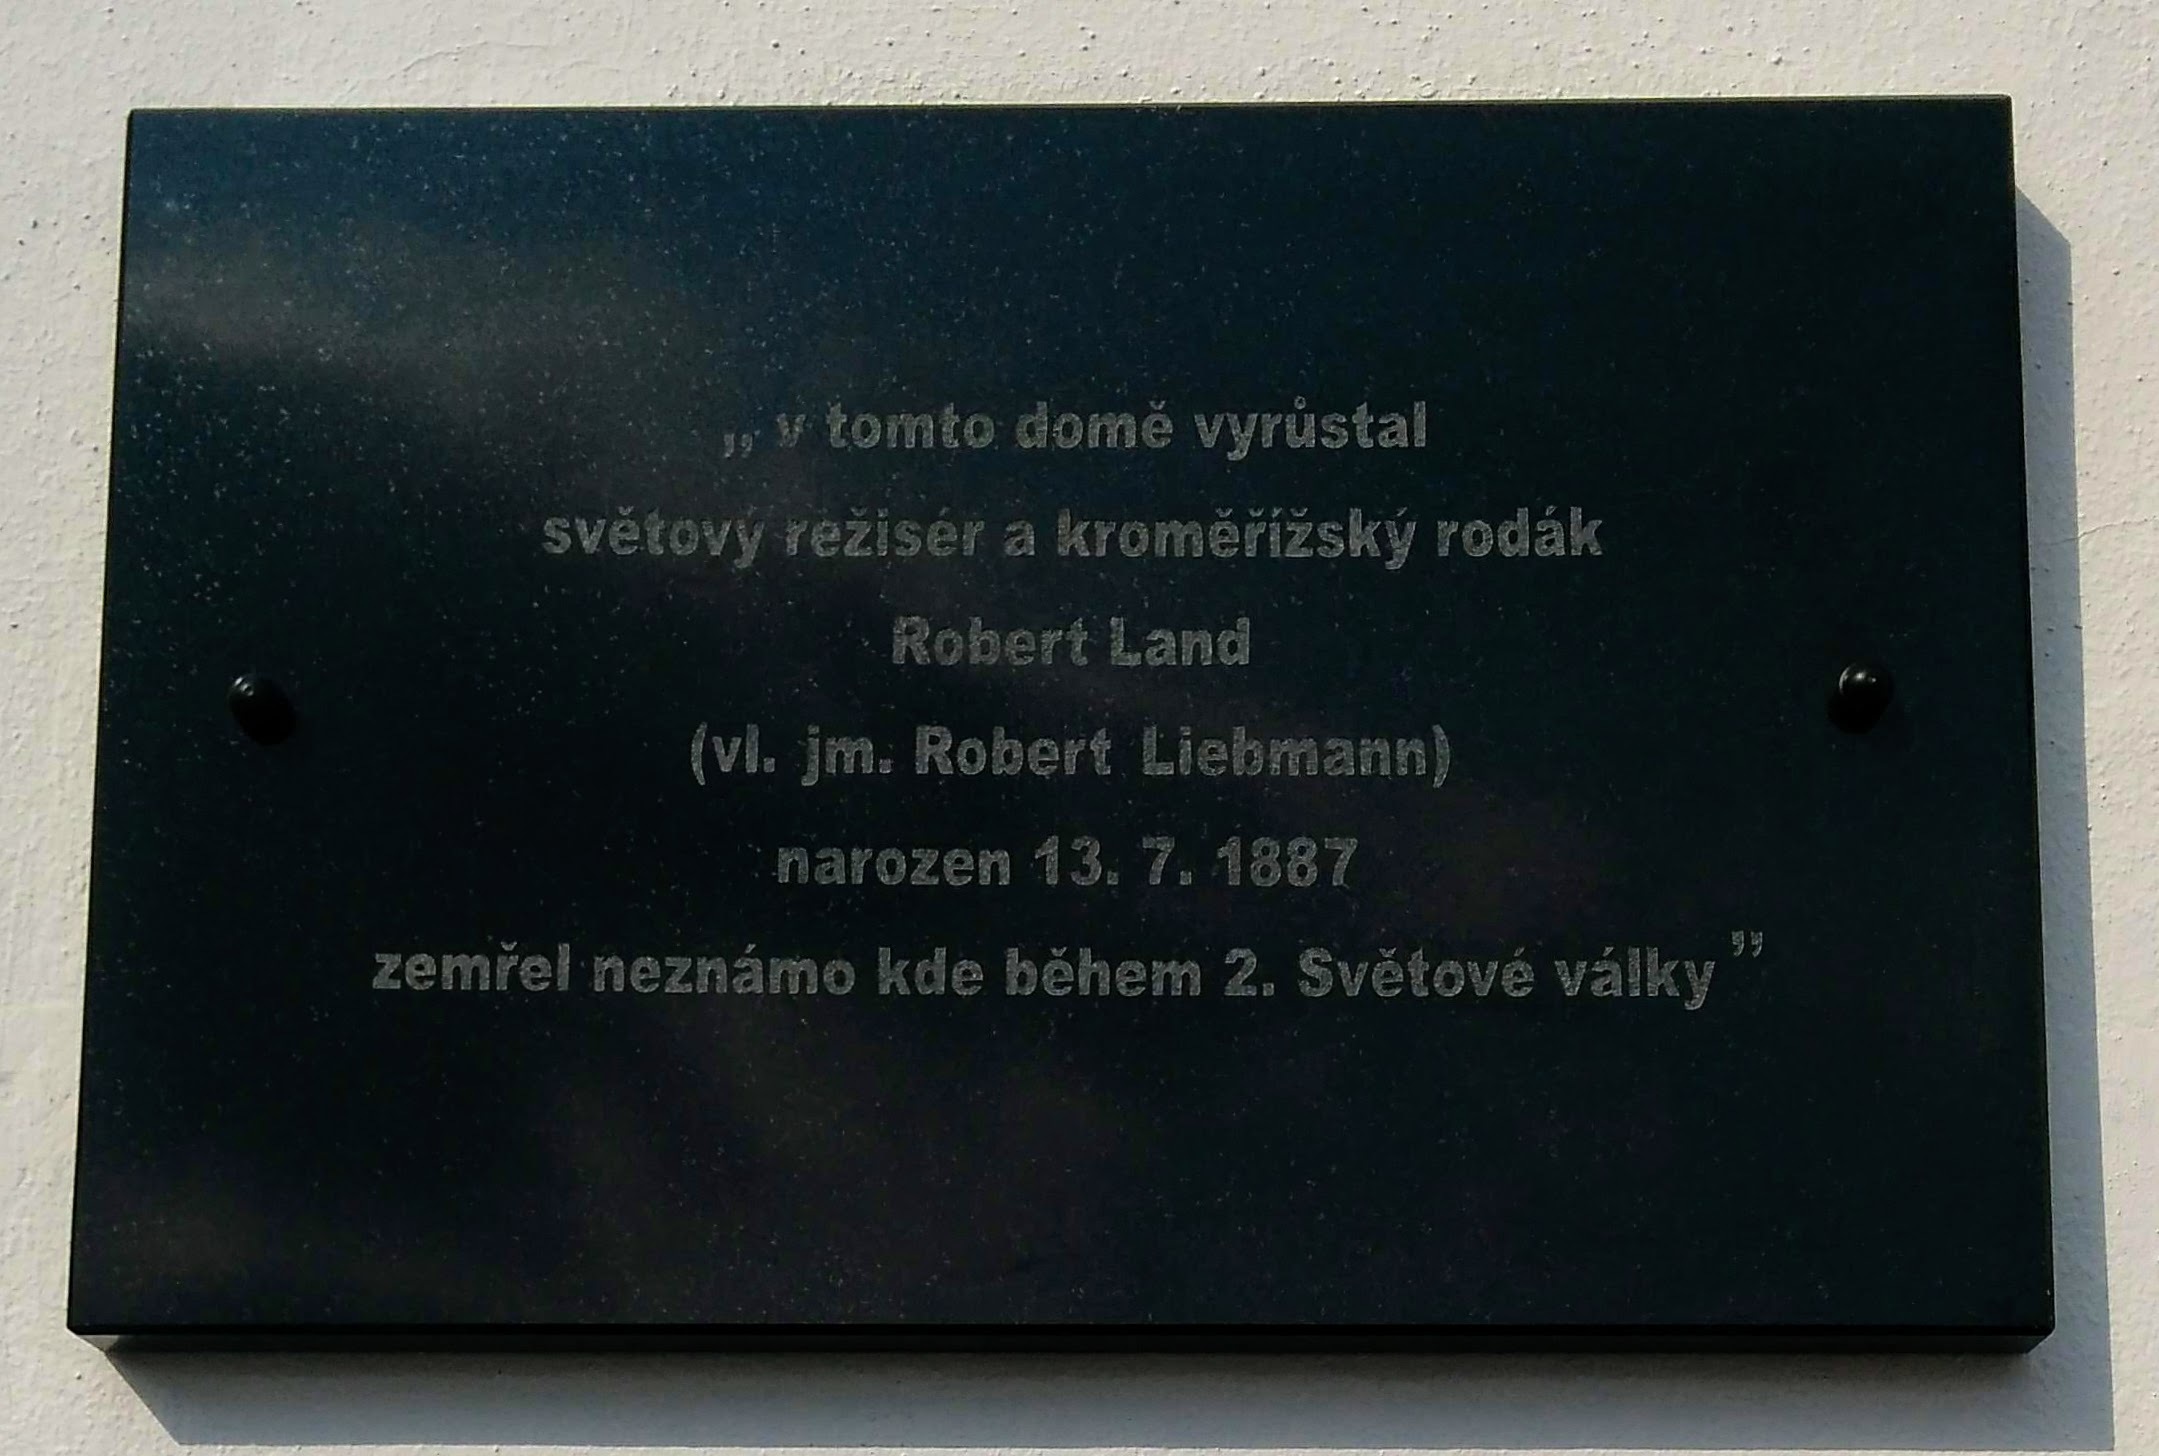 „ v tomto domě vyrůstal
světový režisér a kroměřížský rodák
Robert Land
(vl. jm. Robert Liebmann)
narozen 13. 7. 1887
zemřel neznámo kde během 2. Světové války”